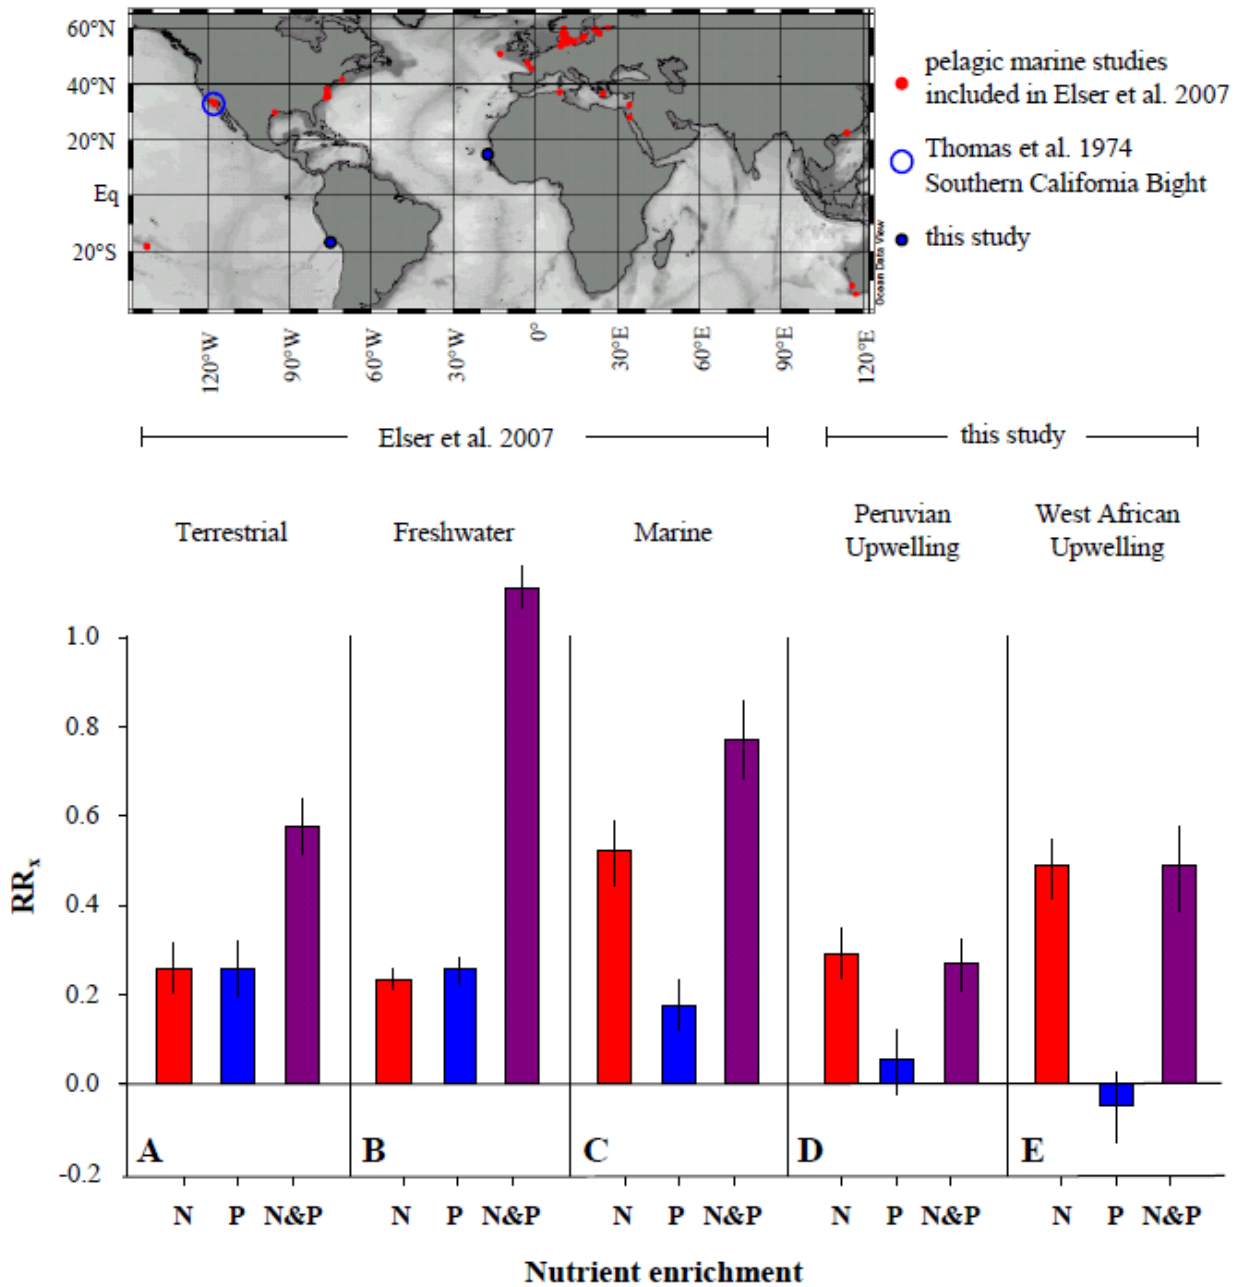 60°N
40°N
20°N
Eq
20°S
120°W
90°W
60°W
30°W
0°
30°E
60°E
90°E
120°E
Ocean Data View
pelagic marine studies
included in Elser et al. 2007
Thomas et al. 1974
Southern California Bight
this study
Elser et al. 2007
this study
Terrestrial
Freshwater
Marine
Peruvian
Upwelling
West African
Upwelling
RRx
1.0
0.8
0.6
0.4
0.2
0.0
-0.2
A
B
C
D
E
N P N&P
N P N&P
N P N&P
N P N&P
N P N&P
Nutrient enrichment